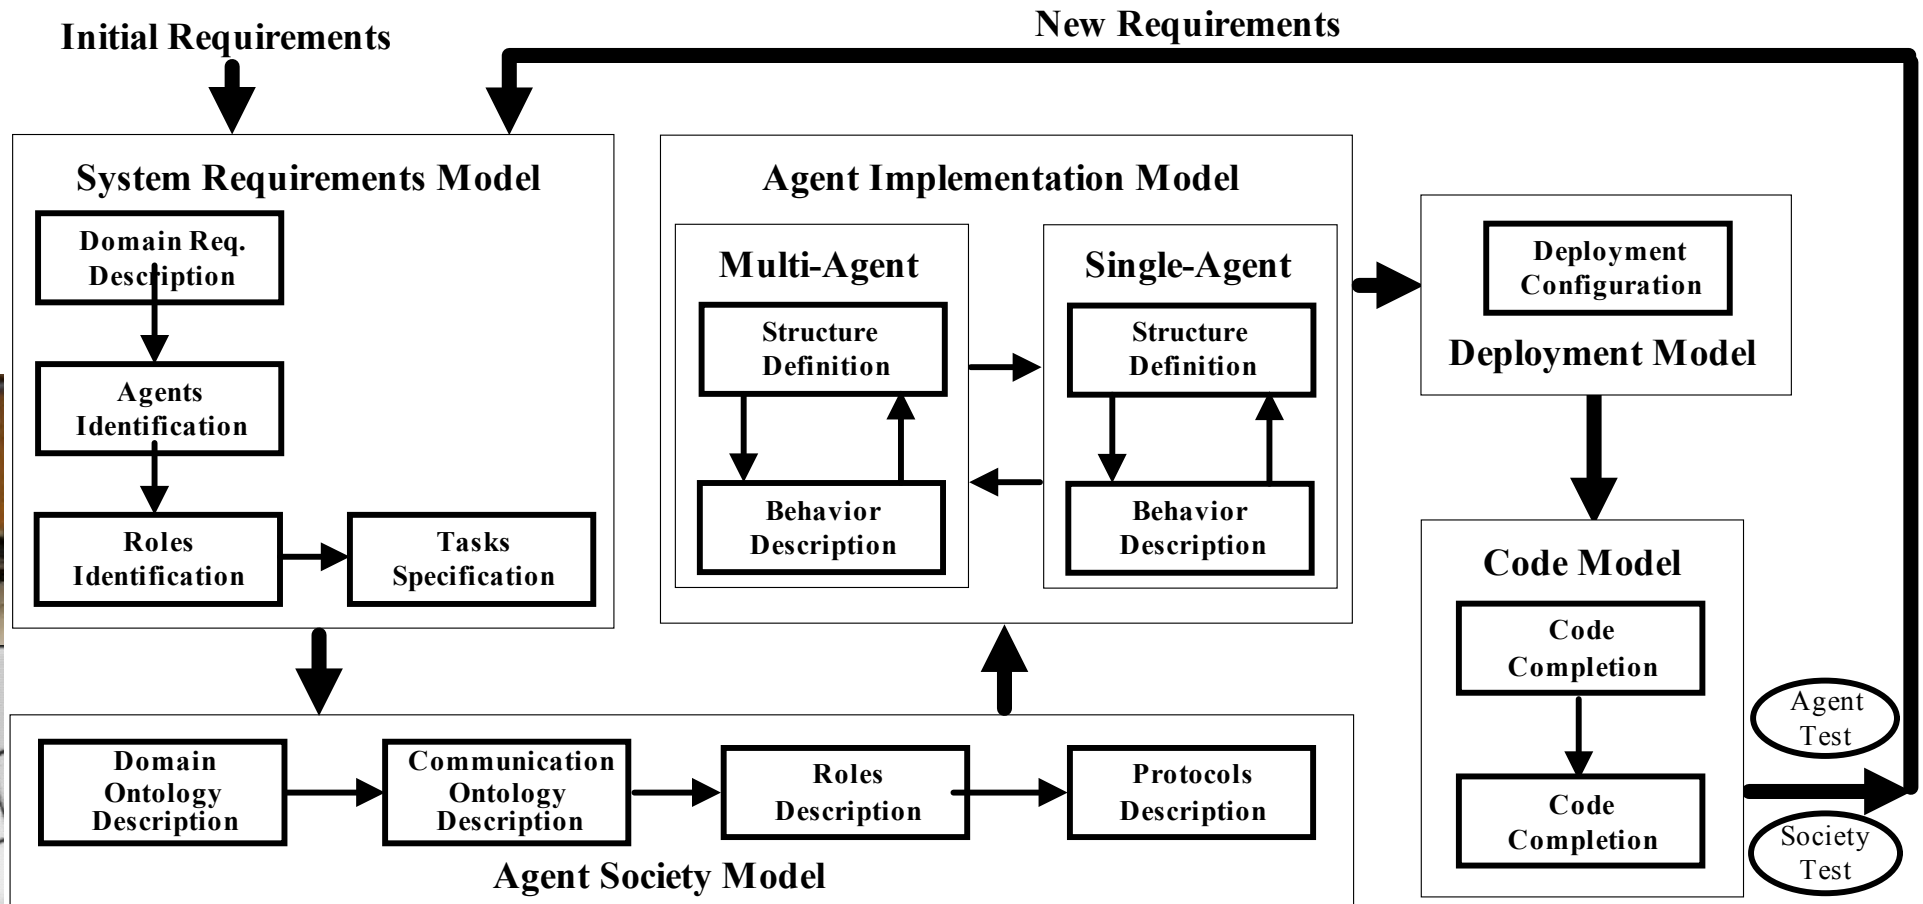 Initial Requirements
New Requirements
System Requirements Model
Domain Req.
Description
Agents
Identification
Roles
Identification
Tasks
Specification
Agent Implementation Model
Multi-Agent
Structure
Definition
Behavior
Description
Single-Agent
Structure
Definition
Behavior
Description
Deployment
Configuration
Deployment Model
Code Model
Code
Completion
Code
Completion
Agent
Test
Society
Test
Domain
Ontology
Description
Communication
Ontology
Description
Roles
Description
Protocols
Description
Agent Society Model